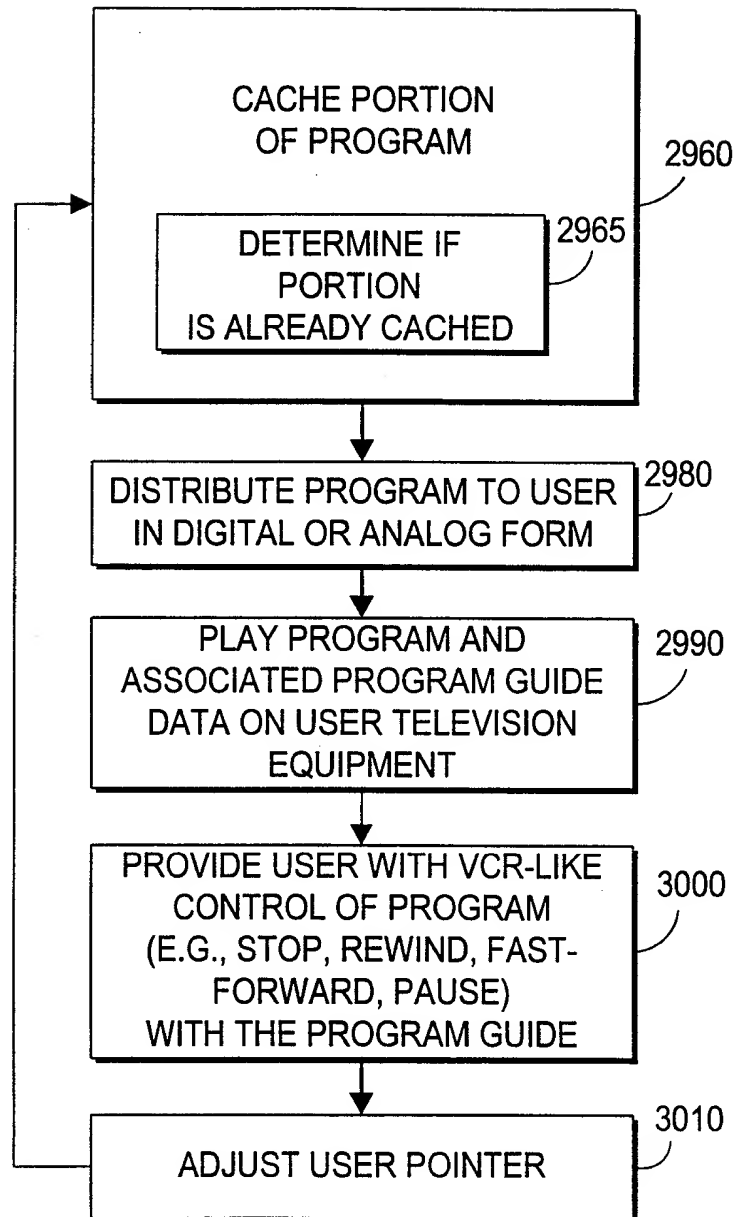 CACHE PORTION
OF PROGRAM
2960
DETERMINE IF
PORTION
IS ALREADY CACHED
2965
DISTRIBUTE PROGRAM TO USER
IN DIGITAL OR ANALOG FORM
2980
PLAY PROGRAM AND
ASSOCIATED PROGRAM GUIDE
DATA ON USER TELEVISION
EQUIPMENT
2990
PROVIDE USER WITH VCR-LIKE
CONTROL OF PROGRAM
(E.G., STOP, REWIND, FAST-
FORWARD, PAUSE)
WITH THE PROGRAM GUIDE
3000
ADJUST USER POINTER
3010